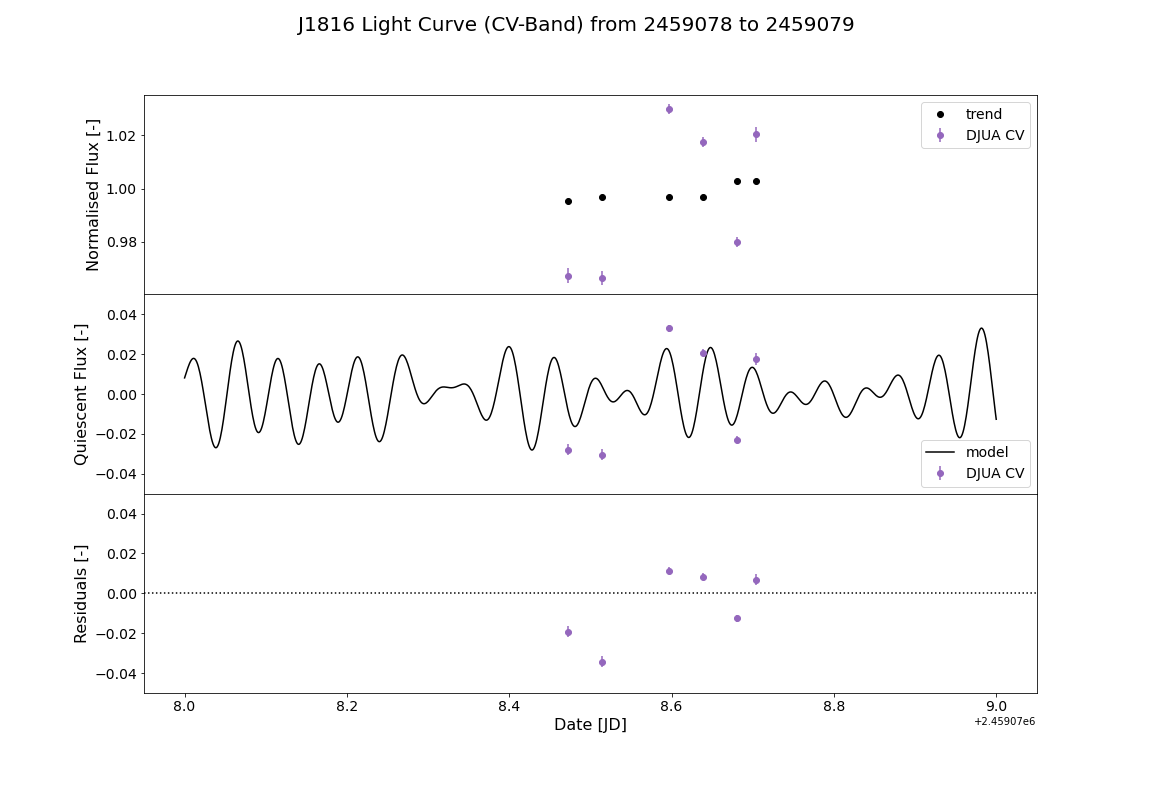 J1816 Light Curve (CV-Band) from 2459078 to 2459079
Normalised Flux [-]
1.02
1.00
0.98
trend
DJUA CV
Quiescent Flux [-]
0.04
0.02
0.00
−0.02
−0.04
model
DJUA CV
Residuals [-]
0.04
0.02
0.00
−0.02
−0.04
8.0 8.2 8.4 8.6 8.8 9.0
Date [JD]
+2.45907e6